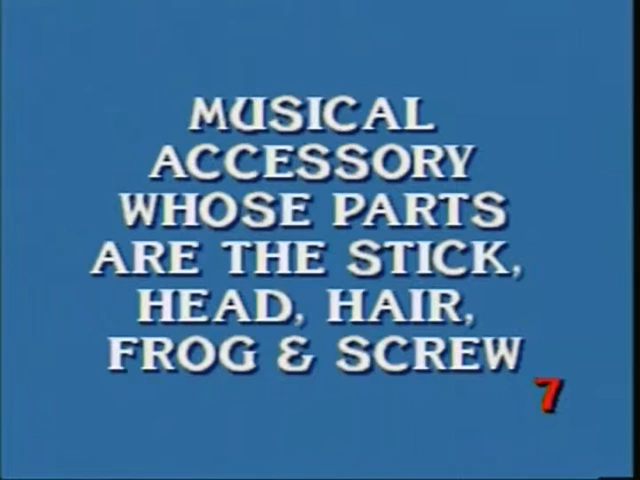 MUSICAL
ACCESSORY
WHOSE PARTS
ARE THE STICK,
HEAD, HAIR,
FROG & SCREW
7